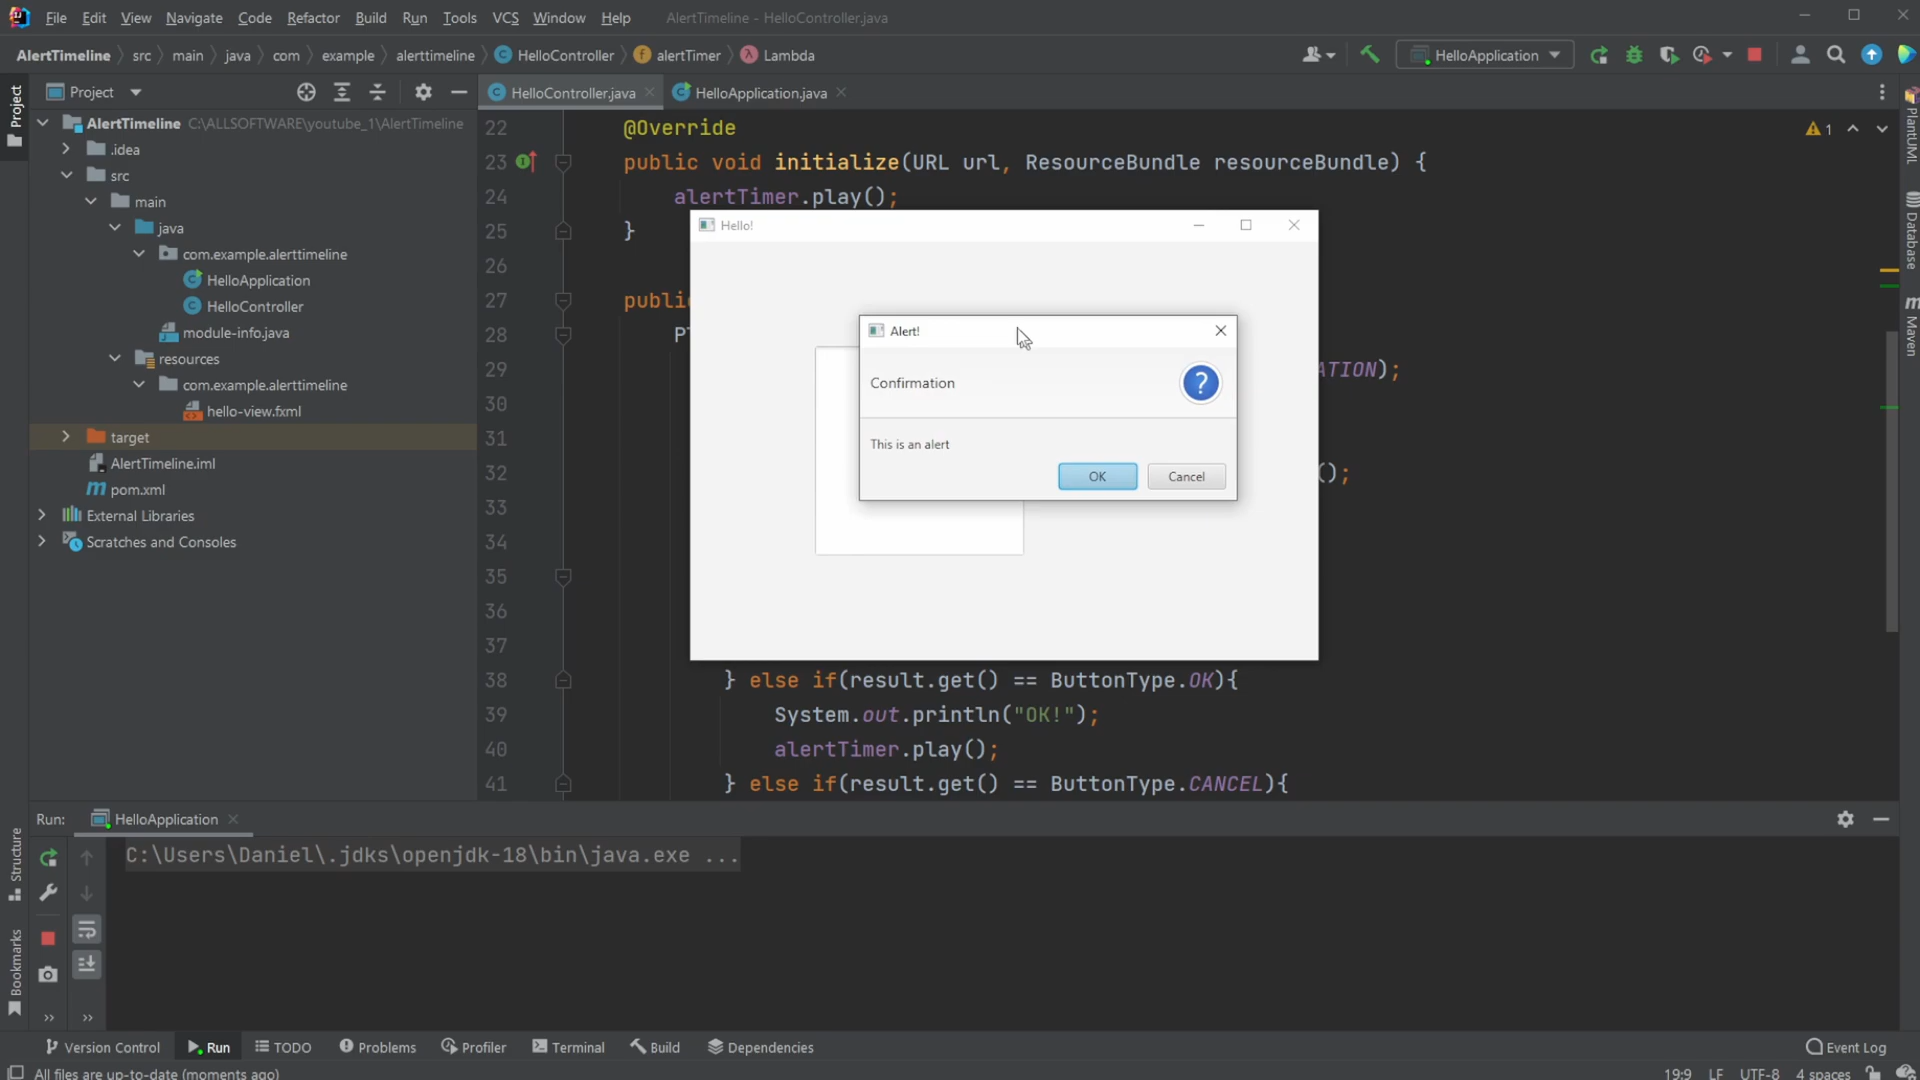 File Edit View Navigate Code Refactor Build Run Tools VCS Window Help AlertTimeline - HelloController.java
AlertTimeline src main java com example alerttimeline HelloController alertTimer Lambda HelloApplication
Project
Project
HelloController.java HelloApplication.java
AlertTimeline C:\ALLSOFTWARE\youtube_1\AlertTimeline
.idea
src
main
java
com.example.alerttimeline
HelloApplication
HelloController
module-info.java
resources
com.example.alerttimeline
hello-view.fxml
target
AlertTimeline.iml
pom.xml
External Libraries
Scratches and Consoles
22 @Override
1
23 public void initialize(URL url, ResourceBundle resourceBundle) {
24 alertTimer.play();
25 }
26
27
28
29 ATION);
30
31
32 ();
33
34
35
36
37
38 } else if(result.get() == ButtonType.OK){
39 System.out.println("OK!");
40 alertTimer.play();
41 } else if(result.get() == ButtonType.CANCEL){
Hello!
Alert!
Confirmation
?
This is an alert
OK Cancel
PlantUML
Database
Maven
Structure
Bookmarks
Run: HelloApplication
C:\Users\Daniel\.jdks\openjdk-18\bin\java.exe ...
Version Control Run TODO Problems Profiler Terminal Build Dependencies Event Log
All files are up-to-date (moments ago) 19:9 LF UTF-8 4 spaces